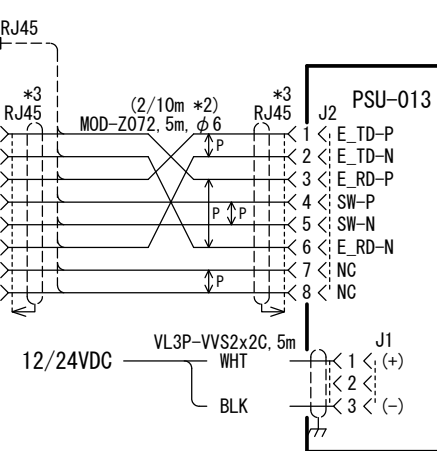 RJ45
*3
RJ45
(2/10m *2)
MOD-Z072, 5m, φ6
*3
RJ45
J2
PSU-013
1 E_TD-P
P
2 E_TD-N
3 E_RD-P
4 SW-P
P P
5 SW-N
6 E_RD-N
7 NC
P
8 NC
VL3P-VVS2x2C, 5m
J1
12/24VDC
WHT
1 (+)
2
BLK
3 (-)